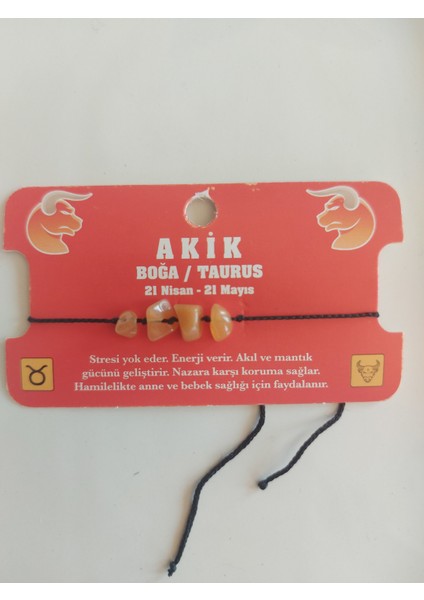 AKİK
BOĞA / TAURUS
21 Nisan - 21 Mayıs
Stresi yok eder. Enerji verir. Akıl ve mantık
gücünü geliştirir. Nazara karşı koruma sağlar.
Hamilelikte anne ve bebek sağlığı için faydalanır.